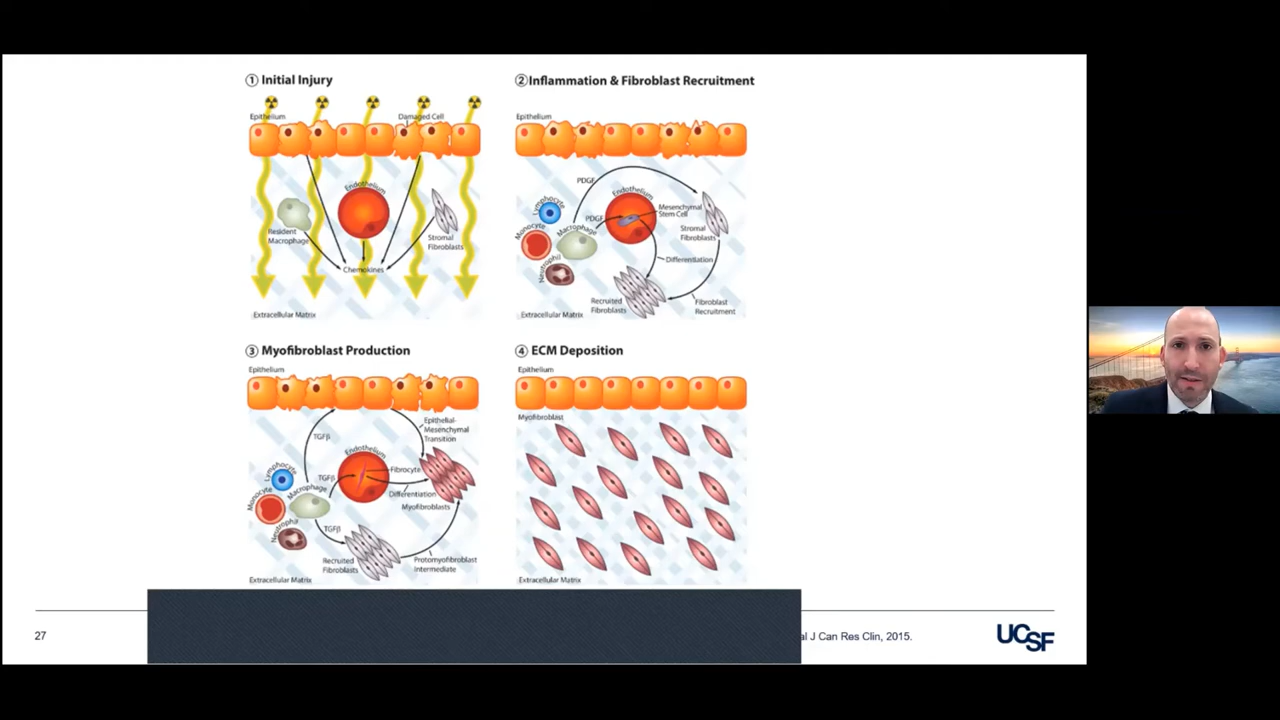 ① Initial Injury
Epithelium
Damaged Cell
Endothelium
Resident
Macrophage
Stromal
Fibroblasts
Chemokines
Extracellular Matrix
② Inflammation & Fibroblast Recruitment
Epithelium
PDGF
Endothelium
Lymphocyte
Mesenchymal
Stem Cell
PDGF
Monocyte
Macrophage
Stromal
Fibroblasts
Neutrophil
Differentiation
Recruited
Fibroblasts
Fibroblast
Recruitment
Extracellular Matrix
③ Myofibroblast Production
Epithelium
Epithelial-
Mesenchymal
Transition
TGFβ
Endothelium
Lymphocyte
Fibrocyte
TGFβ
Monocyte
Macrophage
Differentiation
Myofibroblasts
Neutrophil
TGFβ
Recruited
Fibroblasts
Protomyofibroblast
Intermediate
Extracellular Matrix
④ ECM Deposition
Epithelium
Myofibroblast
Extracellular Matrix
27
al J Can Res Clin, 2015.
UCSF